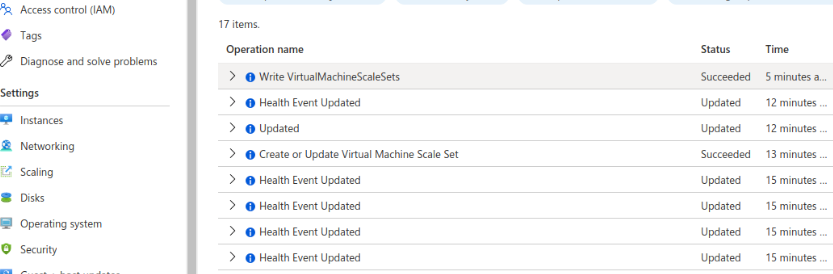 Access control (IAM)
Tags
Diagnose and solve problems
Settings
Instances
Networking
Scaling
Disks
Operating system
Security
17 items.
Operation name Status Time
Write VirtualMachineScaleSets Succeeded 5 minutes a...
Health Event Updated Updated 12 minutes ...
Updated Updated 12 minutes ...
Create or Update Virtual Machine Scale Set Succeeded 13 minutes ...
Health Event Updated Updated 15 minutes ...
Health Event Updated Updated 15 minutes ...
Health Event Updated Updated 15 minutes ...
Health Event Updated Updated 15 minutes ...